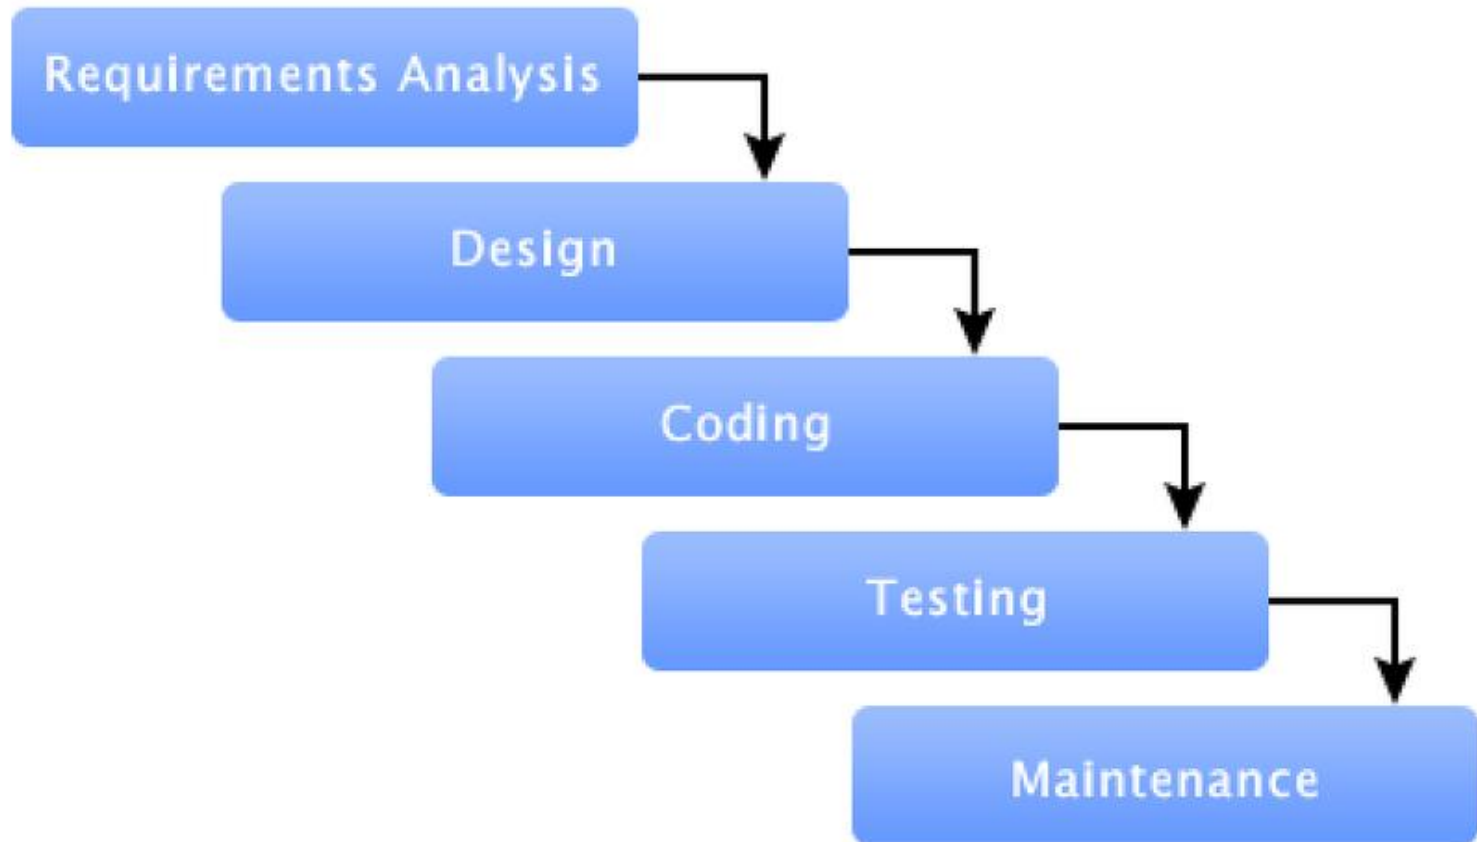 Requirements Analysis
Design
Coding
Testing
Maintenance